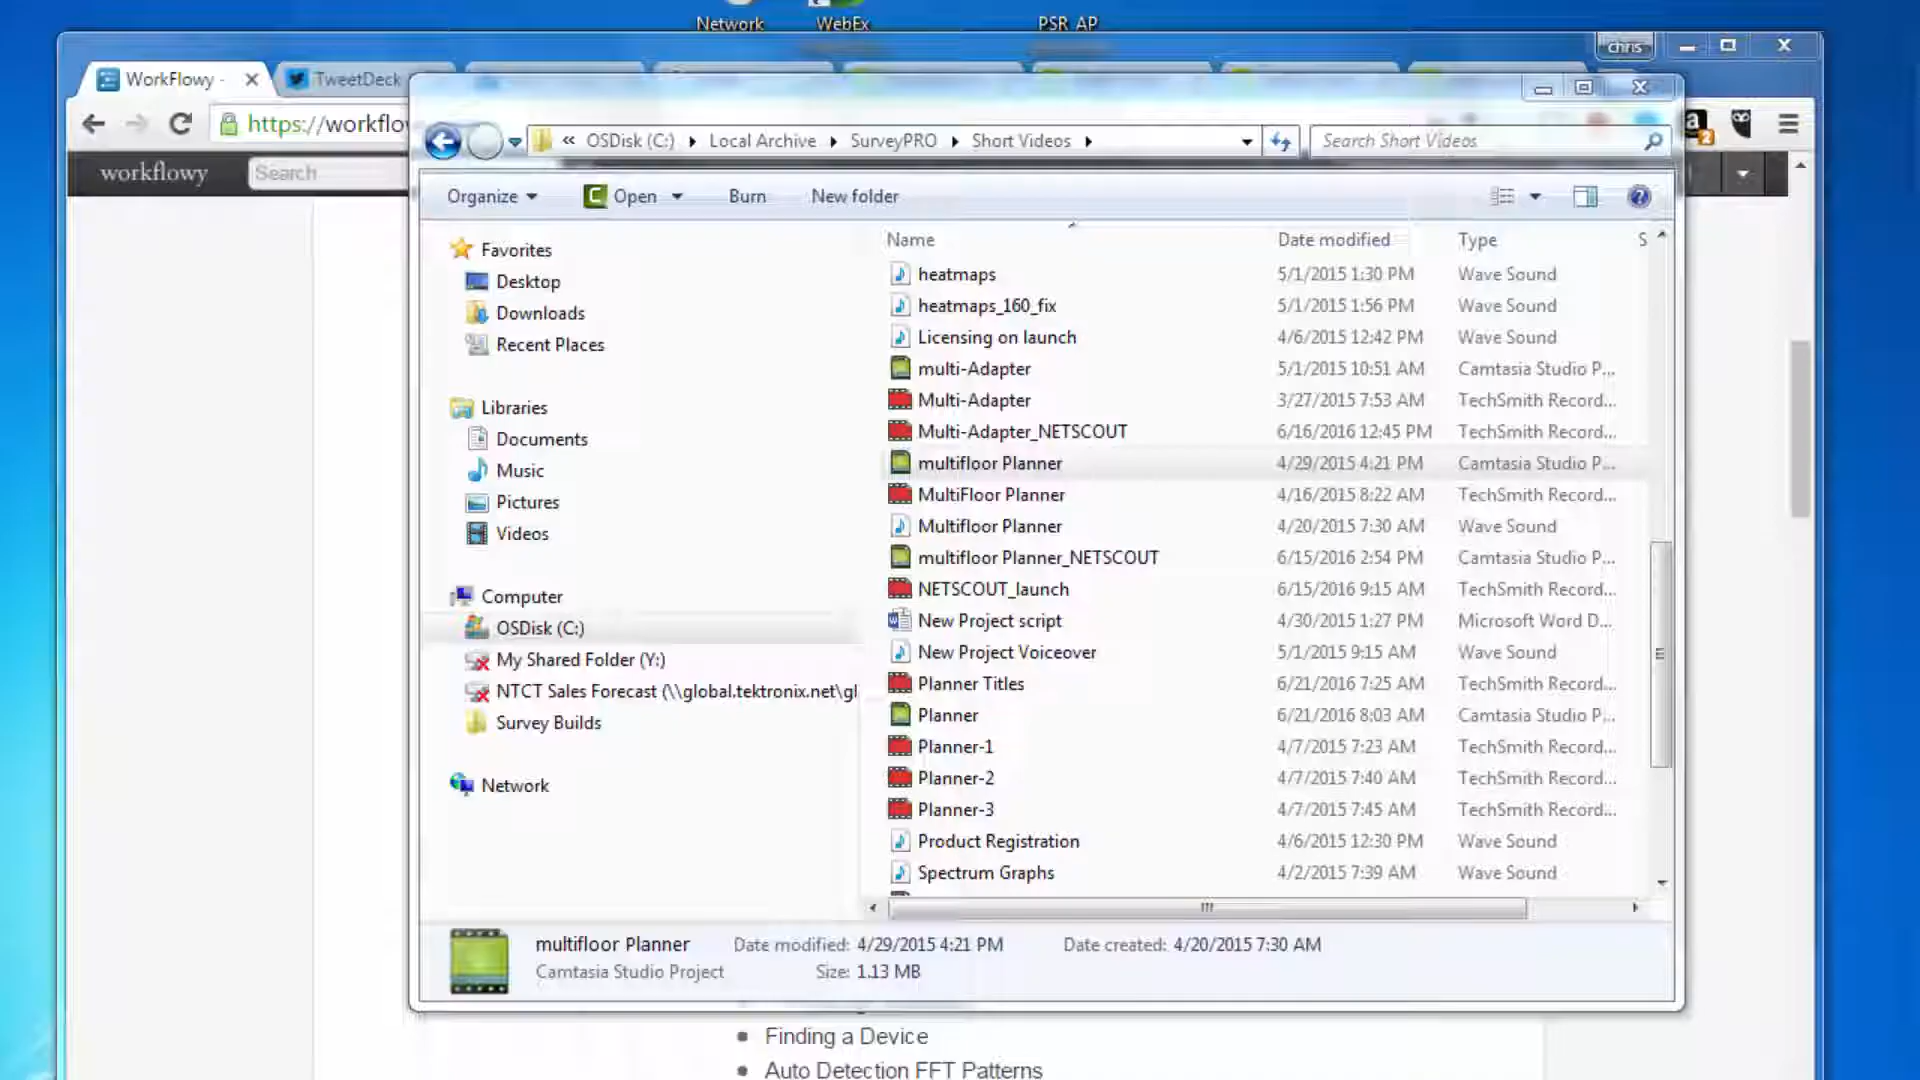 Network WebEx PSR AP
chris
WorkFlowy - TweetDeck
https://workflo
« OSDisk (C:) Local Archive SurveyPRO Short Videos Search Short Videos
a 2
workflowy Search
Organize Open Burn New folder
Name Date modified Type S
Favorites
Desktop
Downloads
Recent Places
Libraries
Documents
Music
Pictures
Videos
Computer
OSDisk (C:)
My Shared Folder (Y:)
NTCT Sales Forecast (\\global.tektronix.net\gl
Survey Builds
Network
heatmaps 5/1/2015 1:30 PM Wave Sound
heatmaps_160_fix 5/1/2015 1:56 PM Wave Sound
Licensing on launch 4/6/2015 12:42 PM Wave Sound
multi-Adapter 5/1/2015 10:51 AM Camtasia Studio P...
Multi-Adapter 3/27/2015 7:53 AM TechSmith Record...
Multi-Adapter_NETSCOUT 6/16/2016 12:45 PM TechSmith Record...
multifloor Planner 4/29/2015 4:21 PM Camtasia Studio P...
MultiFloor Planner 4/16/2015 8:22 AM TechSmith Record...
Multifloor Planner 4/20/2015 7:30 AM Wave Sound
multifloor Planner_NETSCOUT 6/15/2016 2:54 PM Camtasia Studio P...
NETSCOUT_launch 6/15/2016 9:15 AM TechSmith Record...
New Project script 4/30/2015 1:27 PM Microsoft Word D...
New Project Voiceover 5/1/2015 9:15 AM Wave Sound
Planner Titles 6/21/2016 7:25 AM TechSmith Record...
Planner 6/21/2016 8:03 AM Camtasia Studio P...
Planner-1 4/7/2015 7:23 AM TechSmith Record...
Planner-2 4/7/2015 7:40 AM TechSmith Record...
Planner-3 4/7/2015 7:45 AM TechSmith Record...
Product Registration 4/6/2015 12:30 PM Wave Sound
Spectrum Graphs 4/2/2015 7:39 AM Wave Sound
multifloor Planner Date modified: 4/29/2015 4:21 PM Date created: 4/20/2015 7:30 AM
Camtasia Studio Project Size: 1.13 MB
Finding a Device
Auto Detection FFT Patterns